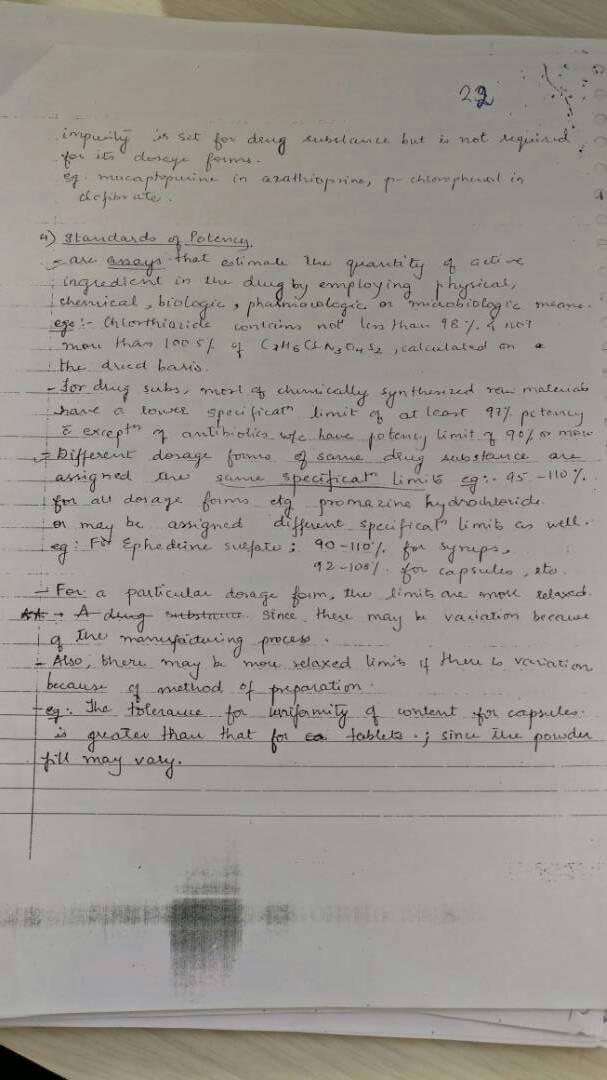 22
impurity is set for drug substance but is not required
for its dosage forms.
eg. mucaptopurine in azathioprine, p-chlorophenol in
clofibrate.
4) Standards of Potency.
- are assays that estimate the quantity of active
ingredient in the drug by employing physical,
chemical, biologic, pharmacologic or microbiologic means.
egs:- Chlorthiazide contains not less than 98% & not
more than 100.5% of C7H6ClN3O4S2, calculated on
the dried basis.
- For drug subs, most of chemically synthesized raw materials
have a lower specificatn limit of at least 97% potency
c exceptn of antibiotics w/c have potency limit of 90% or more
- Different dosage forms of same drug substance are
assigned the same specificatn limits eg:- 95-110%
for all dosage forms of promazine hydrochloride.
or may be assigned different specificatn limits as well.
eg: For Ephedrine sulfate; 90-110% for syrups,
92-108% for capsules, etc.
- For a particular dosage form, the limits are more relaxed.
** → A drug substance since there may be variation because
of the manufacturing process.
- Also, there may be more relaxed limits if there is variation
because of method of preparation.
- eg:- The tolerance for uniformity of content for capsules
is greater than that for tablets.; since the powder
fill may vary.